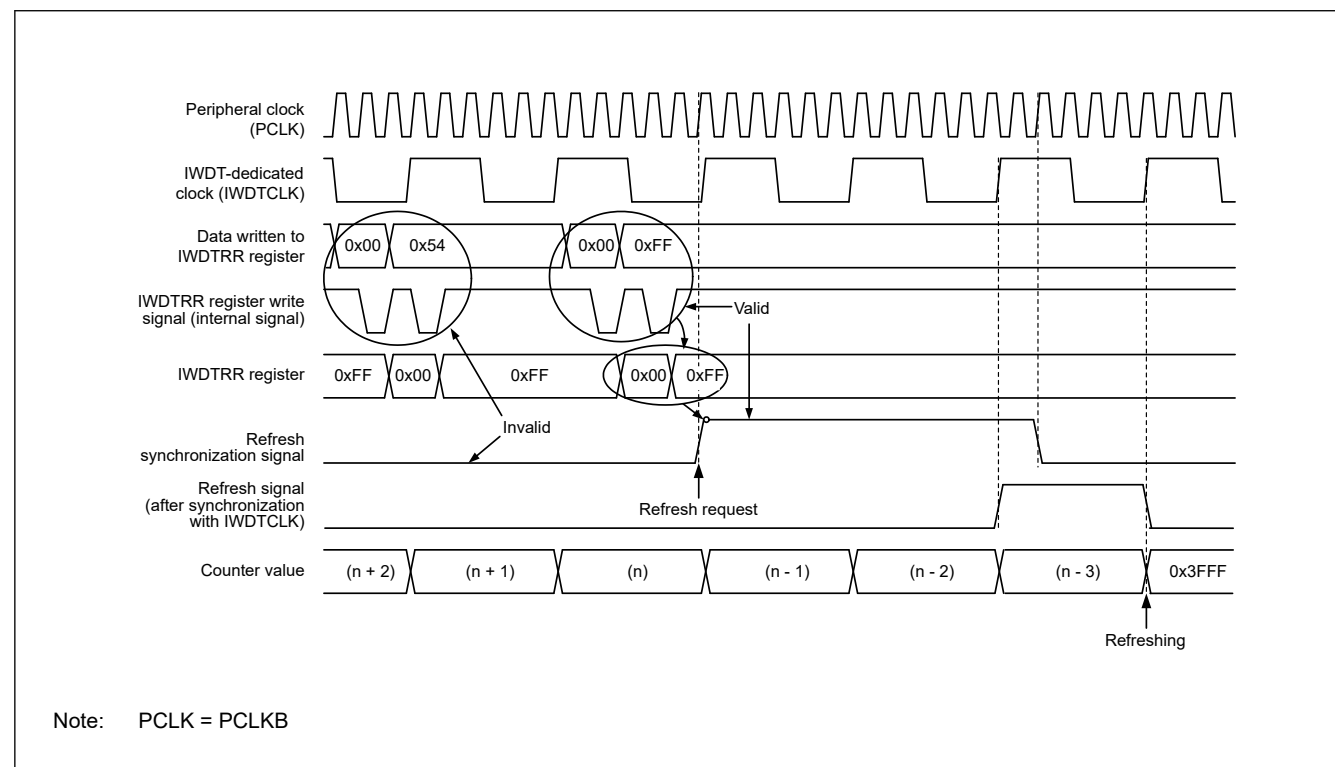 Peripheral clock
(PCLK)
IWDT-dedicated
clock (IWDTCLK)
Data written to
IWDTRR register
0x00
0x54
0x00
0xFF
IWDTRR register write
signal (internal signal)
Valid
IWDTRR register
0xFF
0x00
0xFF
0x00
0xFF
Invalid
Refresh
synchronization signal
Refresh request
Refresh signal
(after synchronization
with IWDTCLK)
Counter value
(n + 2)
(n + 1)
(n)
(n - 1)
(n - 2)
(n - 3)
0x3FFF
Refreshing
Note: PCLK = PCLKB